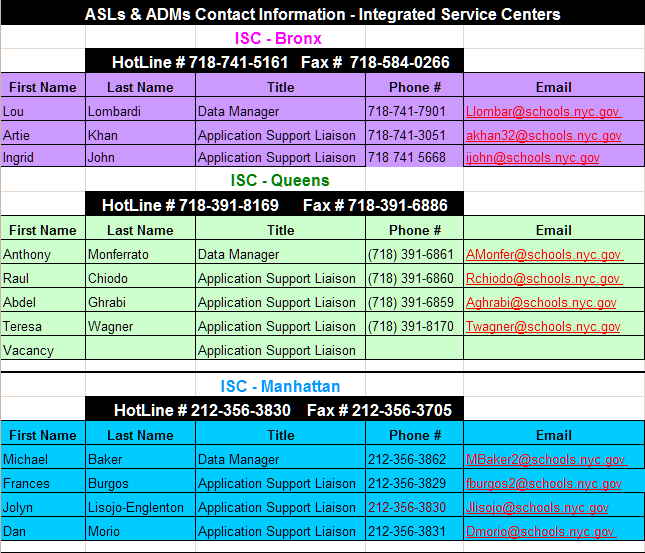 ASLs & ADMs Contact Information - Integrated Service Centers
ISC - Bronx
HotLine # 718-741-5161 Fax # 718-584-0266
First Name Last Name Title Phone # Email
Lou Lombardi Data Manager 718-741-7901 Llombar@schools.nyc.gov
Artie Khan Application Support Liaison 718-741-3051 akhan32@schools.nyc.gov
Ingrid John Application Support Liaison 718 741 5668 ijohn@schools.nyc.gov
ISC - Queens
HotLine # 718-391-8169 Fax # 718-391-6886
First Name Last Name Title Phone # Email
Anthony Monferrato Data Manager (718) 391-6861 AMonfer@schools.nyc.gov
Raul Chiodo Application Support Liaison (718) 391-6860 Rchiodo@schools.nyc.gov
Abdel Ghrabi Application Support Liaison (718) 391-6859 Aghrabi@schools.nyc.gov
Teresa Wagner Application Support Liaison (718) 391-8170 Twagner@schools.nyc.gov
Vacancy Application Support Liaison
ISC - Manhattan
HotLine # 212-356-3830 Fax # 212-356-3705
First Name Last Name Title Phone # Email
Michael Baker Data Manager 212-356-3862 MBaker2@schools.nyc.gov
Frances Burgos Application Support Liaison 212-356-3829 fburgos2@schools.nyc.gov
Jolyn Lisojo-Englenton Application Support Liaison 212-356-3830 Jlisojo@schools.nyc.gov
Dan Morio Application Support Liaison 212-356-3831 Dmorio@schools.nyc.gov